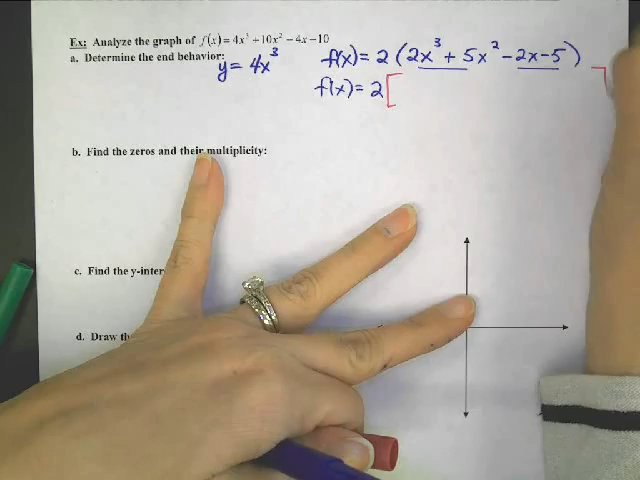 Ex: Analyze the graph of f(x) = 4x³ + 10x² − 4x − 10
a. Determine the end behavior:
y = 4x³
f(x) = 2 (2x³ + 5x² − 2x − 5)
f(x) = 2 [ ]
b. Find the zeros and their multiplicity:
c. Find the y-inter
d. Draw